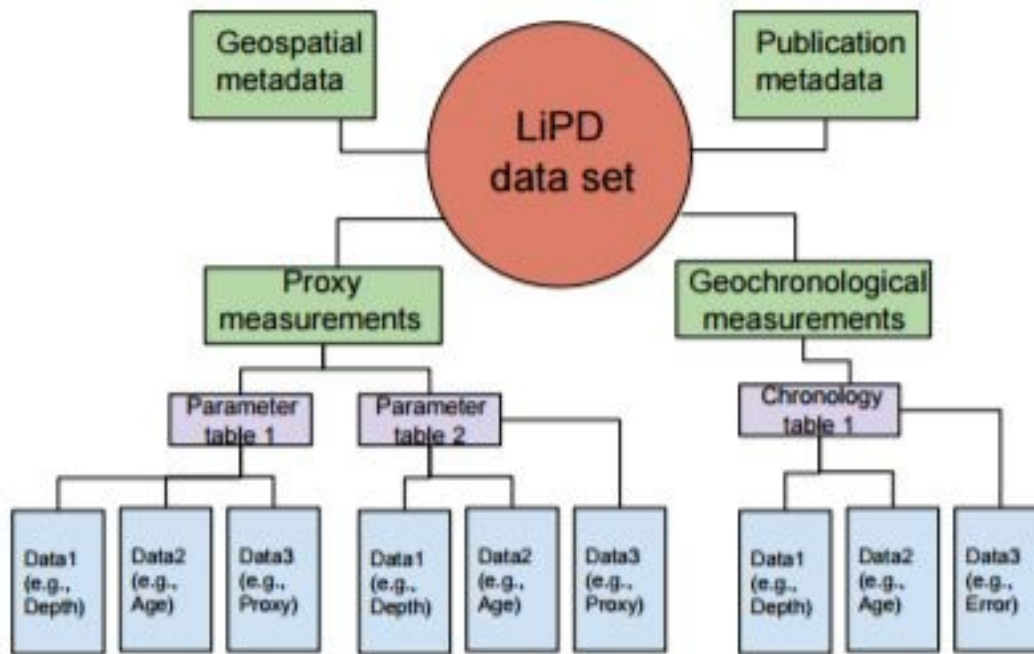 Geospatial
metadata
LiPD
data set
Publication
metadata
Proxy
measurements
Geochronological
measurements
Parameter
table 1
Parameter
table 2
Chronology
table 1
Data1
(e.g.,
Depth)
Data2
(e.g.,
Age)
Data3
(e.g.,
Proxy)
Data1
(e.g.,
Depth)
Data2
(e.g.,
Age)
Data3
(e.g.,
Proxy)
Data1
(e.g.,
Depth)
Data2
(e.g.,
Age)
Data3
(e.g.,
Error)